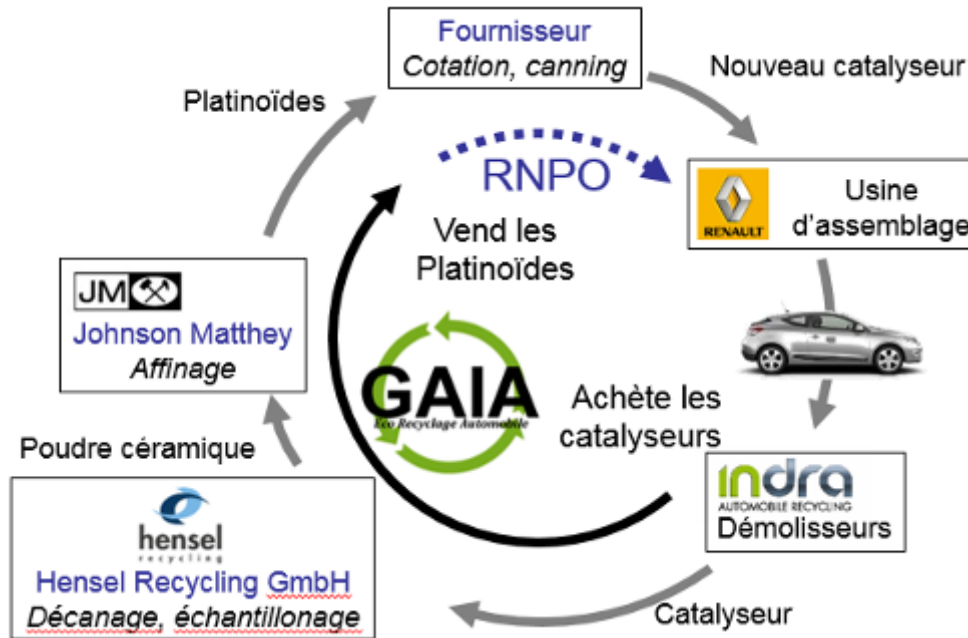 Fournisseur
Cotation, canning
Nouveau catalyseur
Platinoïdes
RNPO
RENAULT
Usine
d'assemblage
Vend les
Platinoïdes
JM
Johnson Matthey
Affinage
GAIA
Eco Recyclage Automobile
Achète les
catalyseurs
Poudre céramique
indra
AUTOMOBILE RECYCLING
Démolisseurs
hensel
recycling
Hensel Recycling GmbH
Décanage, échantillonage
Catalyseur